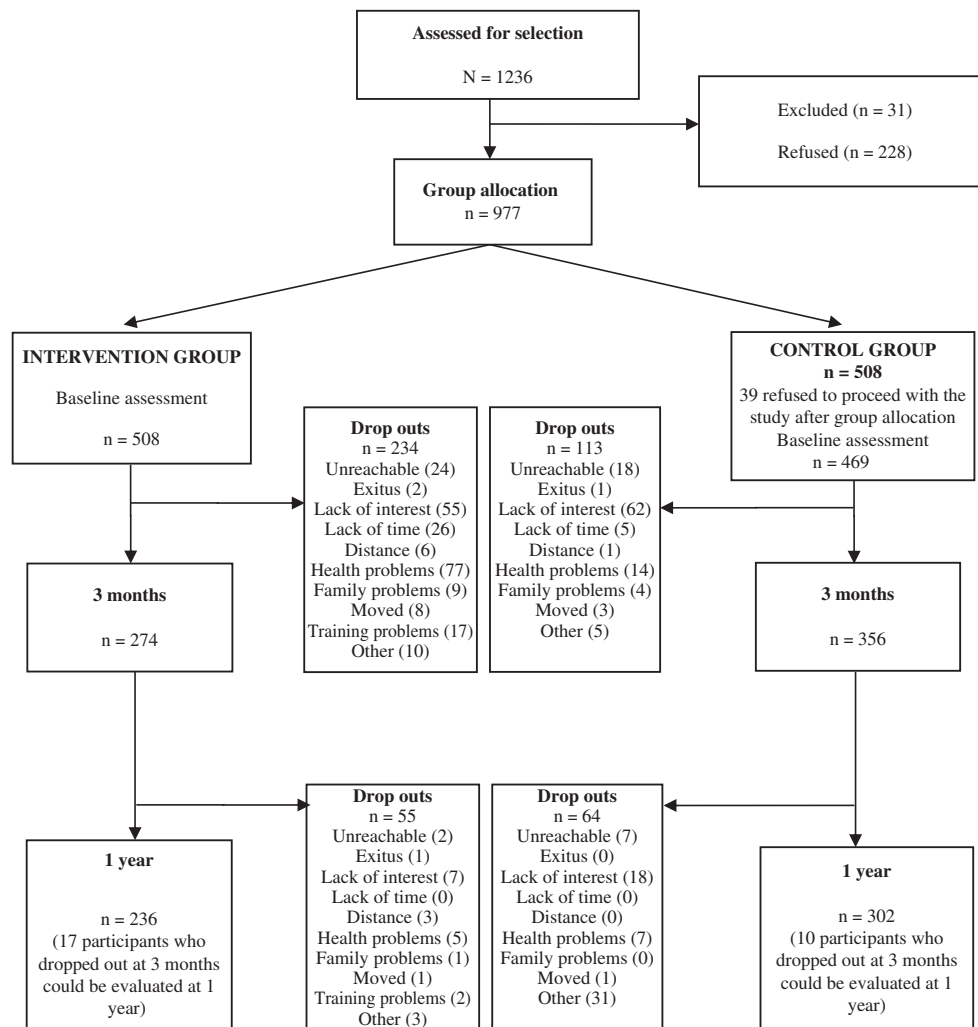 Assessed for selection
N = 1236
Excluded (n = 31)
Refused (n = 228)
Group allocation
n = 977
INTERVENTION GROUP
Baseline assessment
n = 508
CONTROL GROUP
n = 508
39 refused to proceed with the
study after group allocation
Baseline assessment
n = 469
Drop outs
n = 234
Unreachable (24)
Exitus (2)
Lack of interest (55)
Lack of time (26)
Distance (6)
Health problems (77)
Family problems (9)
Moved (8)
Training problems (17)
Other (10)
Drop outs
n = 113
Unreachable (18)
Exitus (1)
Lack of interest (62)
Lack of time (5)
Distance (1)
Health problems (14)
Family problems (4)
Moved (3)
Other (5)
3 months
n = 274
3 months
n = 356
Drop outs
n = 55
Unreachable (2)
Exitus (1)
Lack of interest (7)
Lack of time (0)
Distance (3)
Health problems (5)
Family problems (1)
Moved (1)
Training problems (2)
Other (3)
Drop outs
n = 64
Unreachable (7)
Exitus (0)
Lack of interest (18)
Lack of time (0)
Distance (0)
Health problems (7)
Family problems (0)
Moved (1)
Other (31)
1 year
n = 236
(17 participants who
dropped out at 3 months
could be evaluated at 1
year)
1 year
n = 302
(10 participants who
dropped out at 3 months
could be evaluated at 1
year)